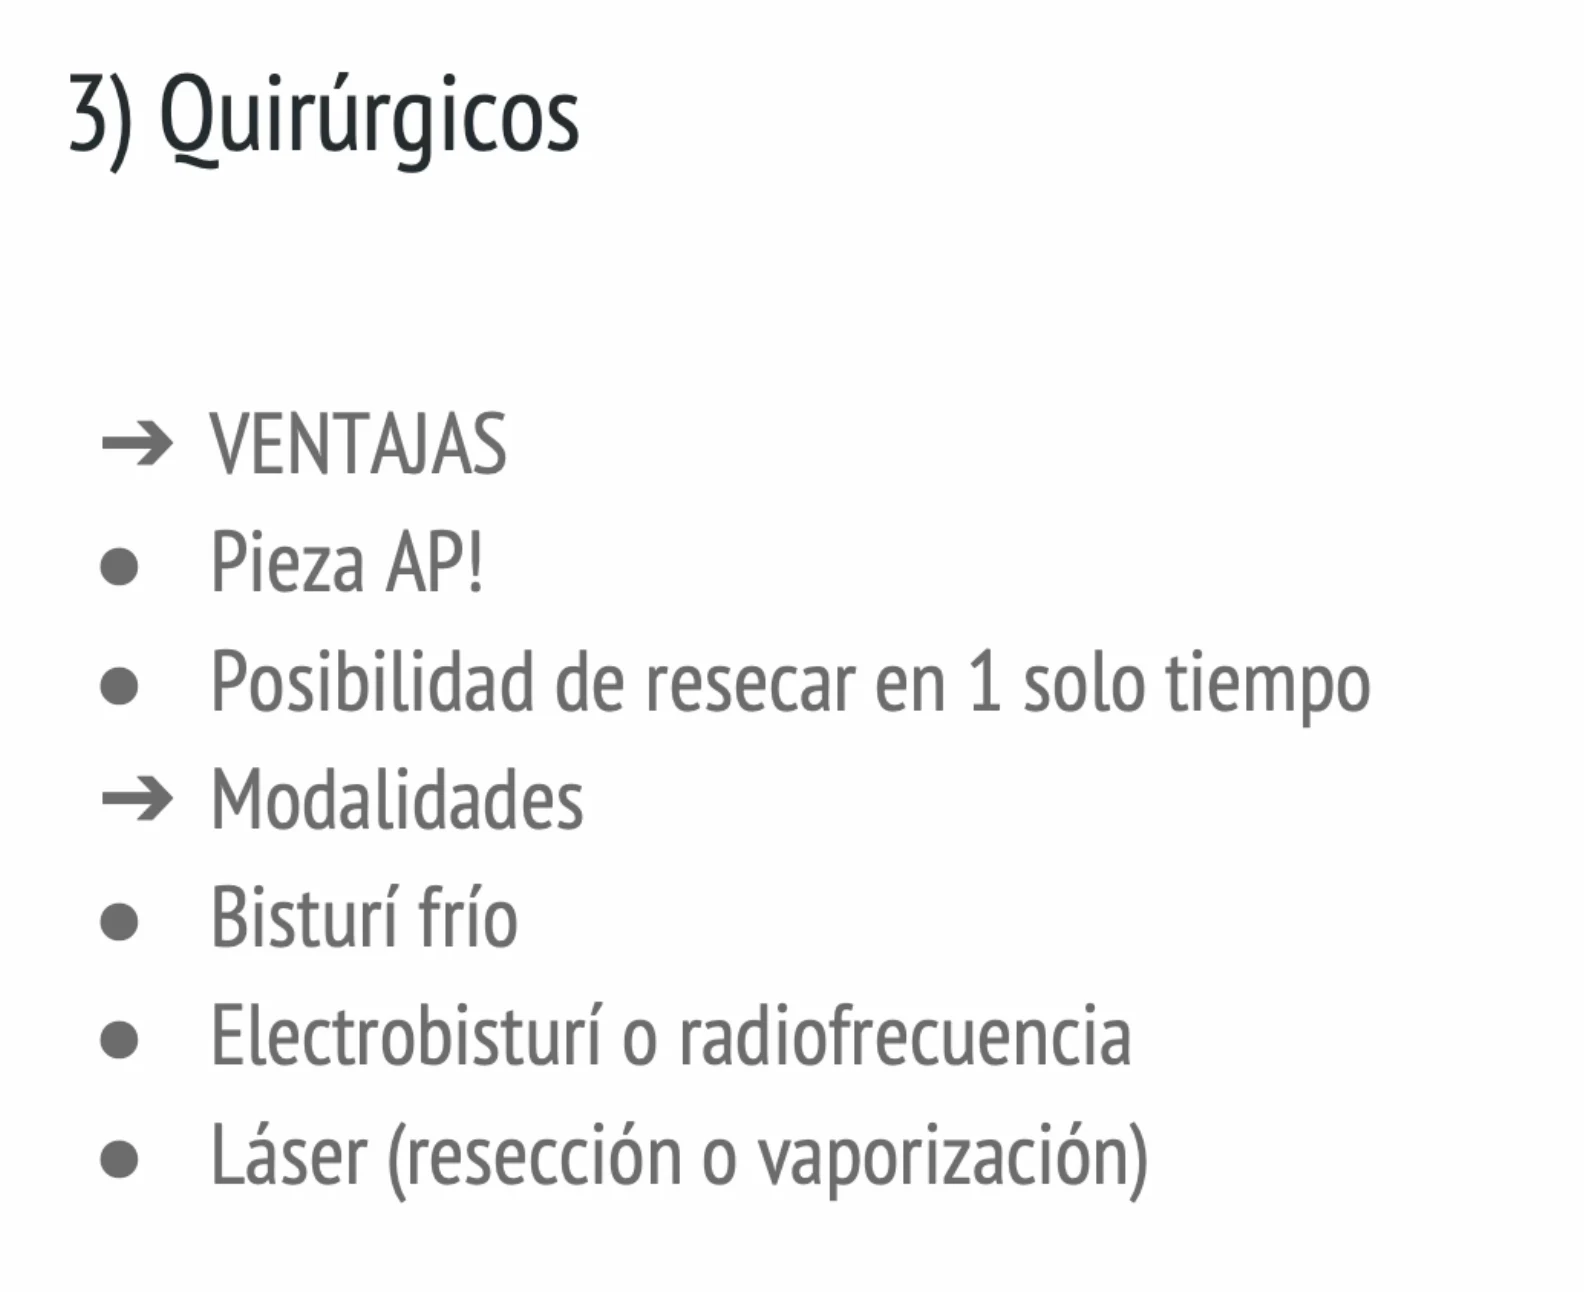 3) Quirúrgicos
➔ VENTAJAS
● Pieza AP!
● Posibilidad de resecar en 1 solo tiempo
➔ Modalidades
● Bisturí frío
● Electrobisturí o radiofrecuencia
● Láser (resección o vaporización)